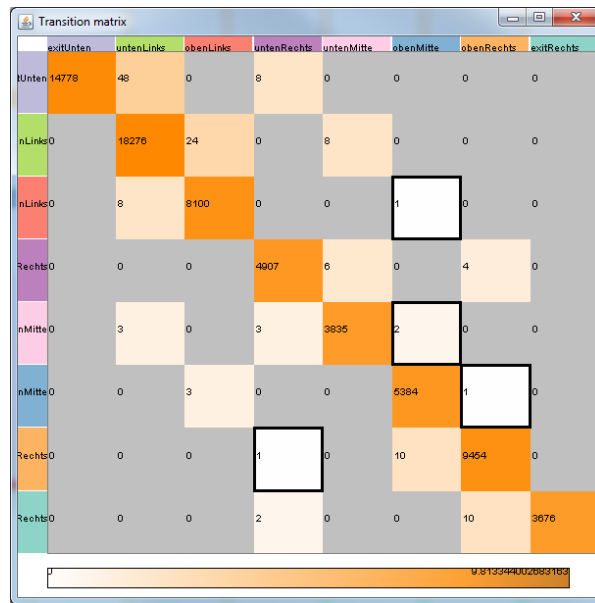 Transition matrix
exitUnten untenLinks obenLinks untenRechts untenMitte obenMitte obenRechts exitRechts
tUnten 14778 48 0 8 0 0 0 0
nLinks 0 18276 24 0 8 0 0 0
nLinks 0 8 8100 0 0 1 0 0
Rechts 0 0 0 4907 6 0 4 0
nMitte 0 3 0 3 3835 2 0 0
nMitte 0 0 3 0 0 5384 1 0
Rechts 0 0 0 1 0 10 9454 0
Rechts 0 0 0 2 0 0 10 3676
0 9.813344002683163